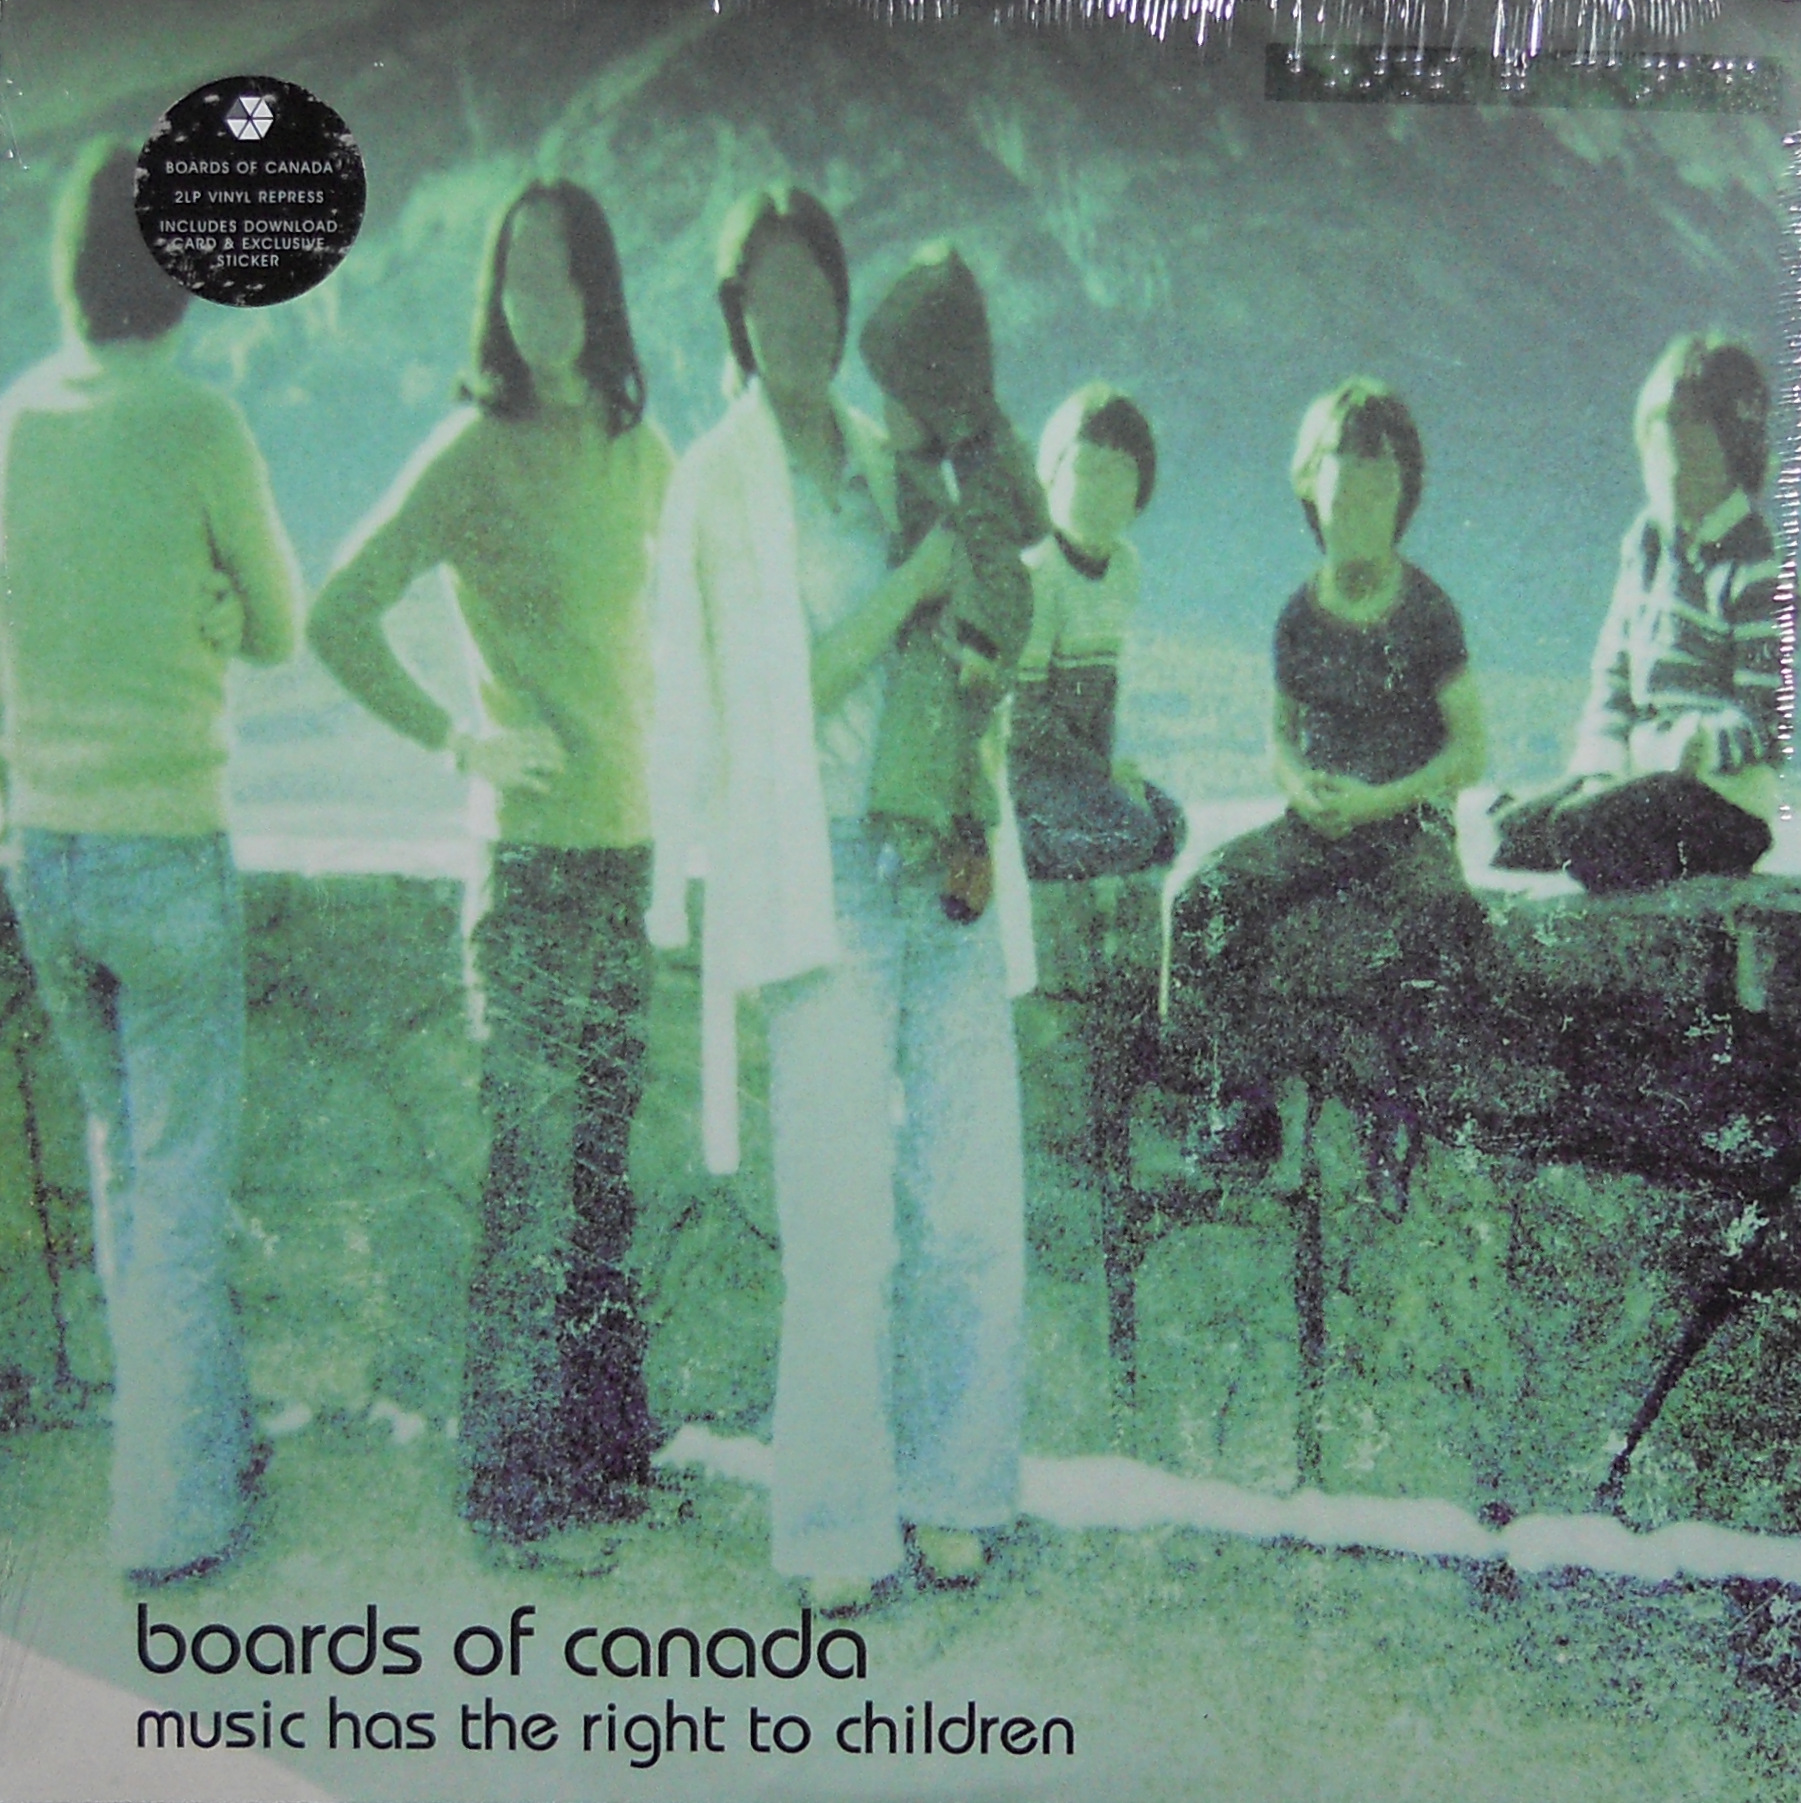 BOARDS OF CANADA
2LP VINYL REPRESS
INCLUDES DOWNLOAD
CARD & EXCLUSIVE
STICKER
boards of canada
music has the right to children